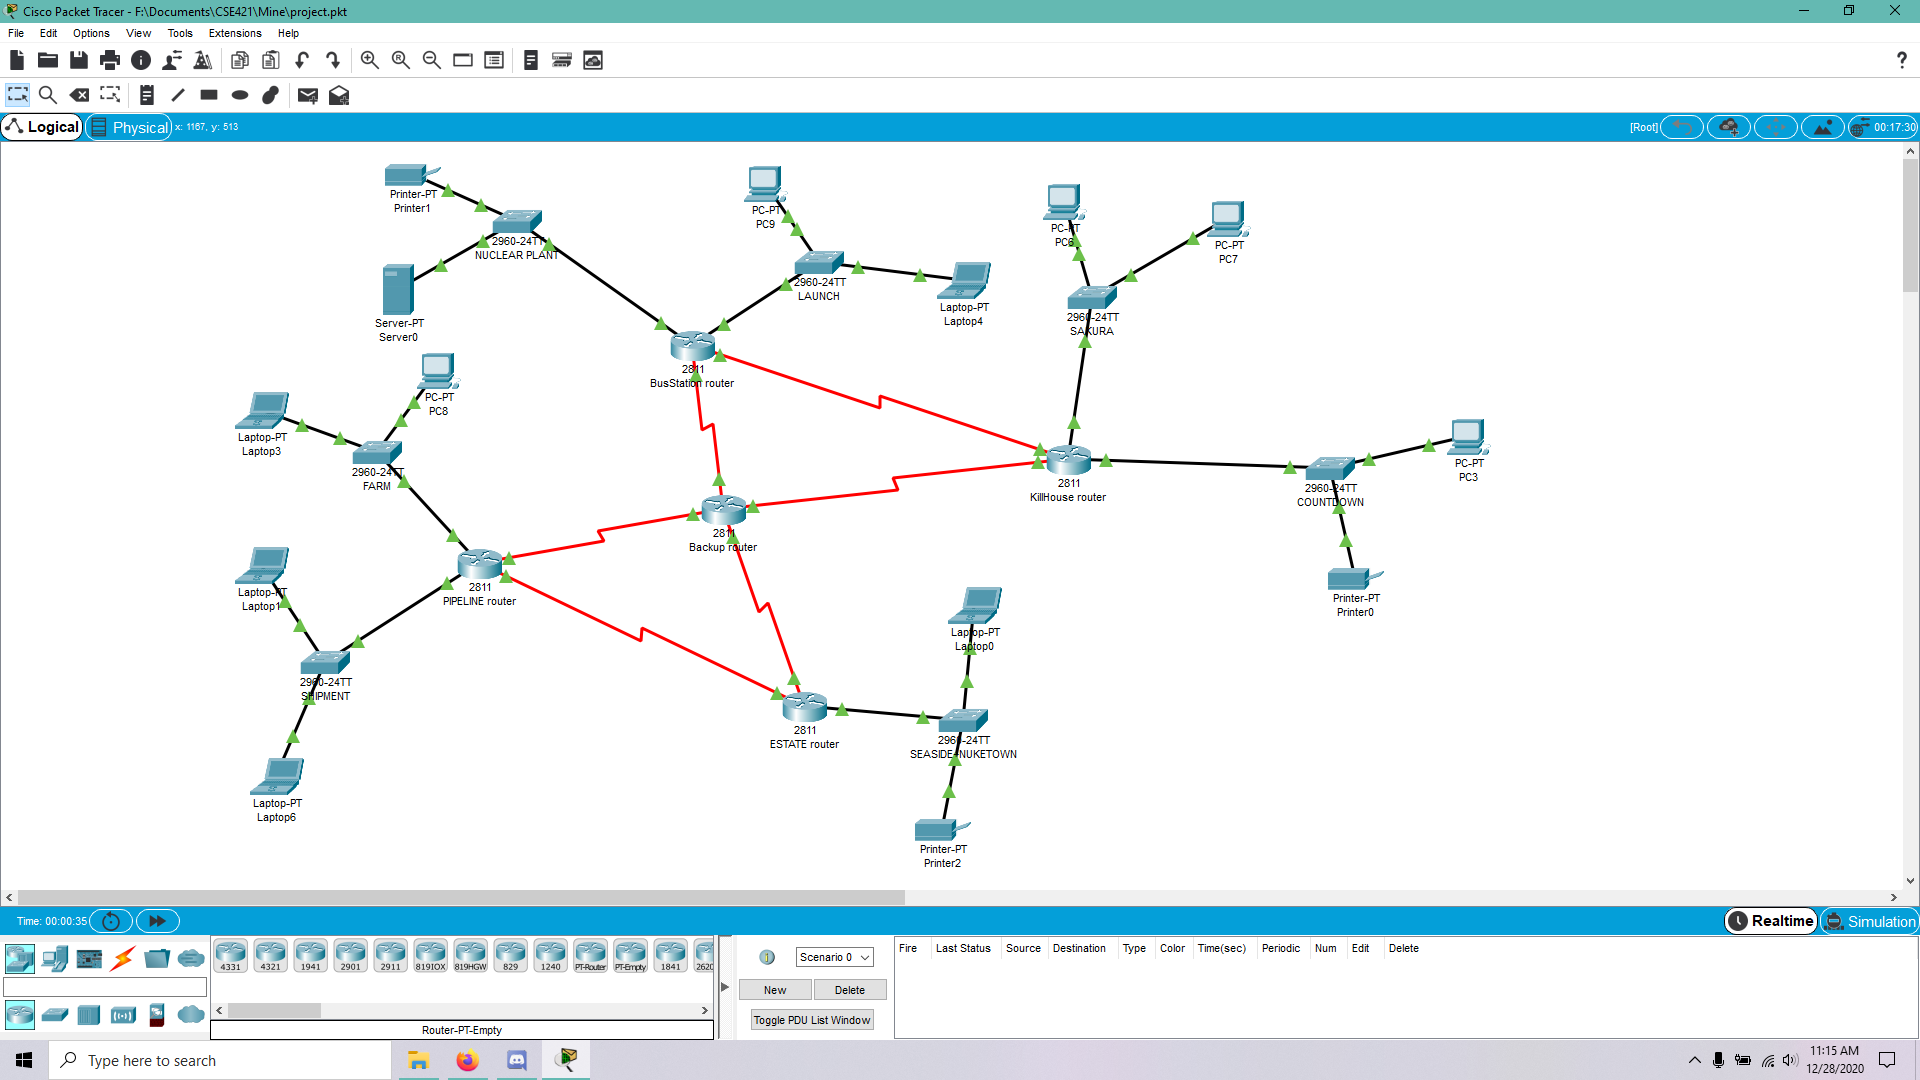 Cisco Packet Tracer - F:\Documents\CSE421\Mine\project.pkt
File Edit Options View Tools Extensions Help
Logical Physical x: 1167, y: 513 [Root] 00:17:30
Printer-PT
Printer1
2960-24TT
NUCLEAR PLANT
Server-PT
Server0
PC-PT
PC9
2960-24TT
LAUNCH
Laptop-PT
Laptop4
PC-PT
PC6
PC-PT
PC7
2960-24TT
SAKURA
2811
BusStation router
PC-PT
PC8
Laptop-PT
Laptop3
2960-24TT
FARM
2811
KillHouse router
PC-PT
PC3
2960-24TT
COUNTDOWN
Printer-PT
Printer0
2811
Backup router
2811
PIPELINE router
Laptop-PT
Laptop1
2960-24TT
SHIPMENT
Laptop-PT
Laptop6
2811
ESTATE router
Laptop-PT
Laptop0
2960-24TT
SEASIDE-NUKETOWN
Printer-PT
Printer2
Time: 00:00:35 Realtime Simulation
4331 4321 1941 2901 2911 819IOX 819HGW 829 1240 PT-Router PT-Empty 1841 2620
Router-PT-Empty
Scenario 0
New Delete
Toggle PDU List Window
Fire Last Status Source Destination Type Color Time(sec) Periodic Num Edit Delete
Type here to search
11:15 AM
12/28/2020